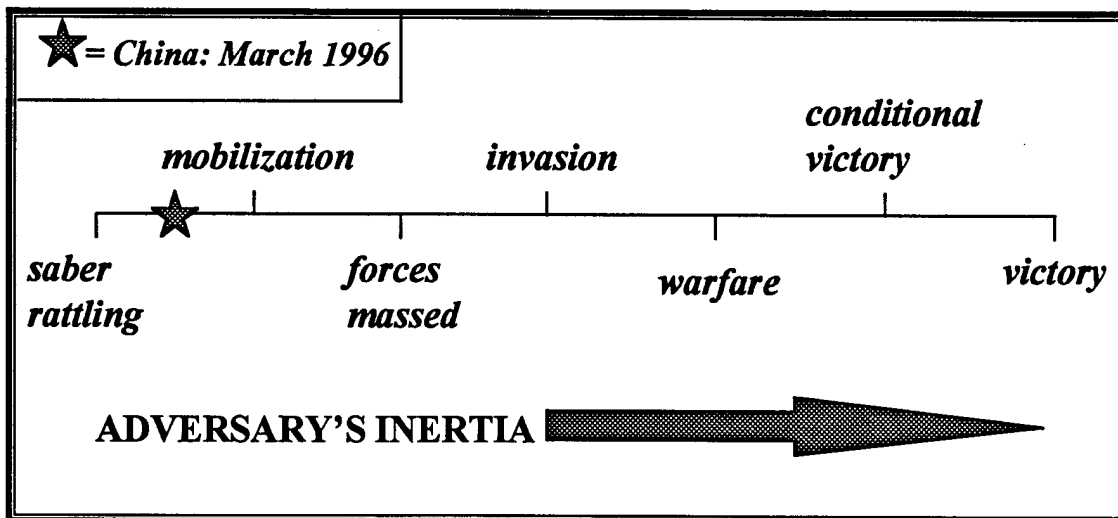 = China: March 1996
conditional
victory
mobilization
invasion
saber
rattling
forces
massed
warfare
victory
ADVERSARY'S INERTIA